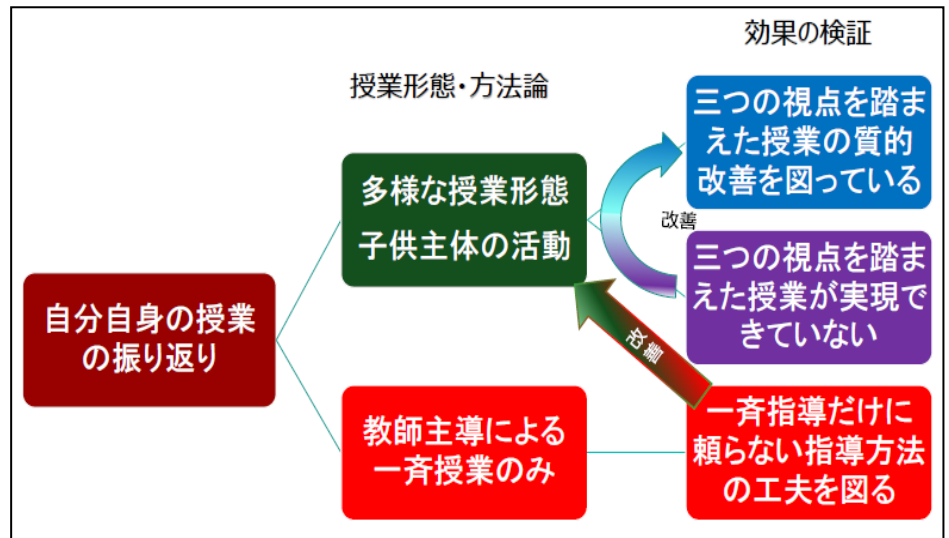 効果の検証
授業形態・方法論
三つの視点を踏ま
えた授業の質的
改善を図っている
多様な授業形態
子供主体の活動
改善
三つの視点を踏ま
えた授業が実現で
きていない
自分自身の授業
の振り返り
改善
教師主導による
一斉授業のみ
一斉指導だけに
頼らない指導方法
の工夫を図る